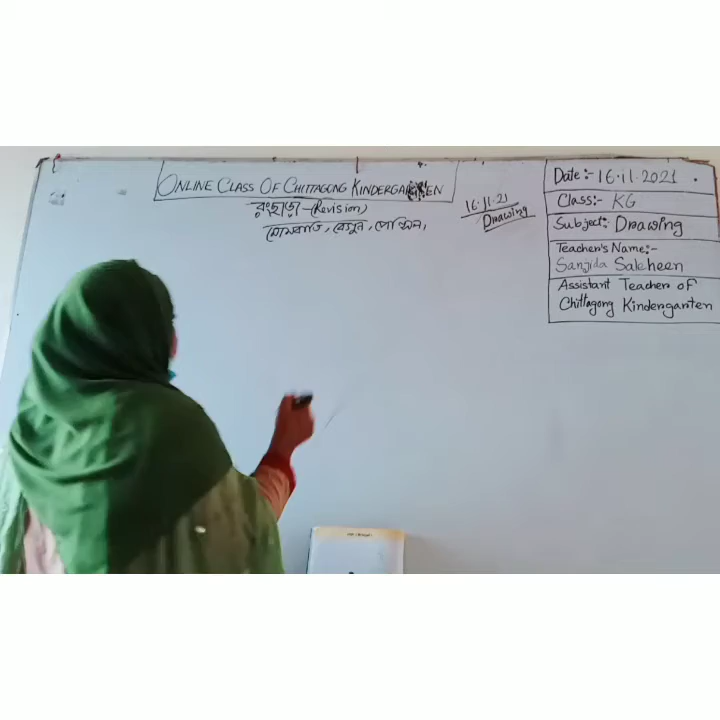 ONLINE CLASS OF CHITTAGONG KINDERGARTEN
রংছাড়া -(Revision)
মোমবাতি, বেলুন, পেন্সিল,
16.11.21
Drawing
Date:- 16.11.2021
Class:- KG
Subject:- Drawing
Teacher's Name:-
Sanjida Saleheen
Assistant Teacher of
Chittagong Kindergarten